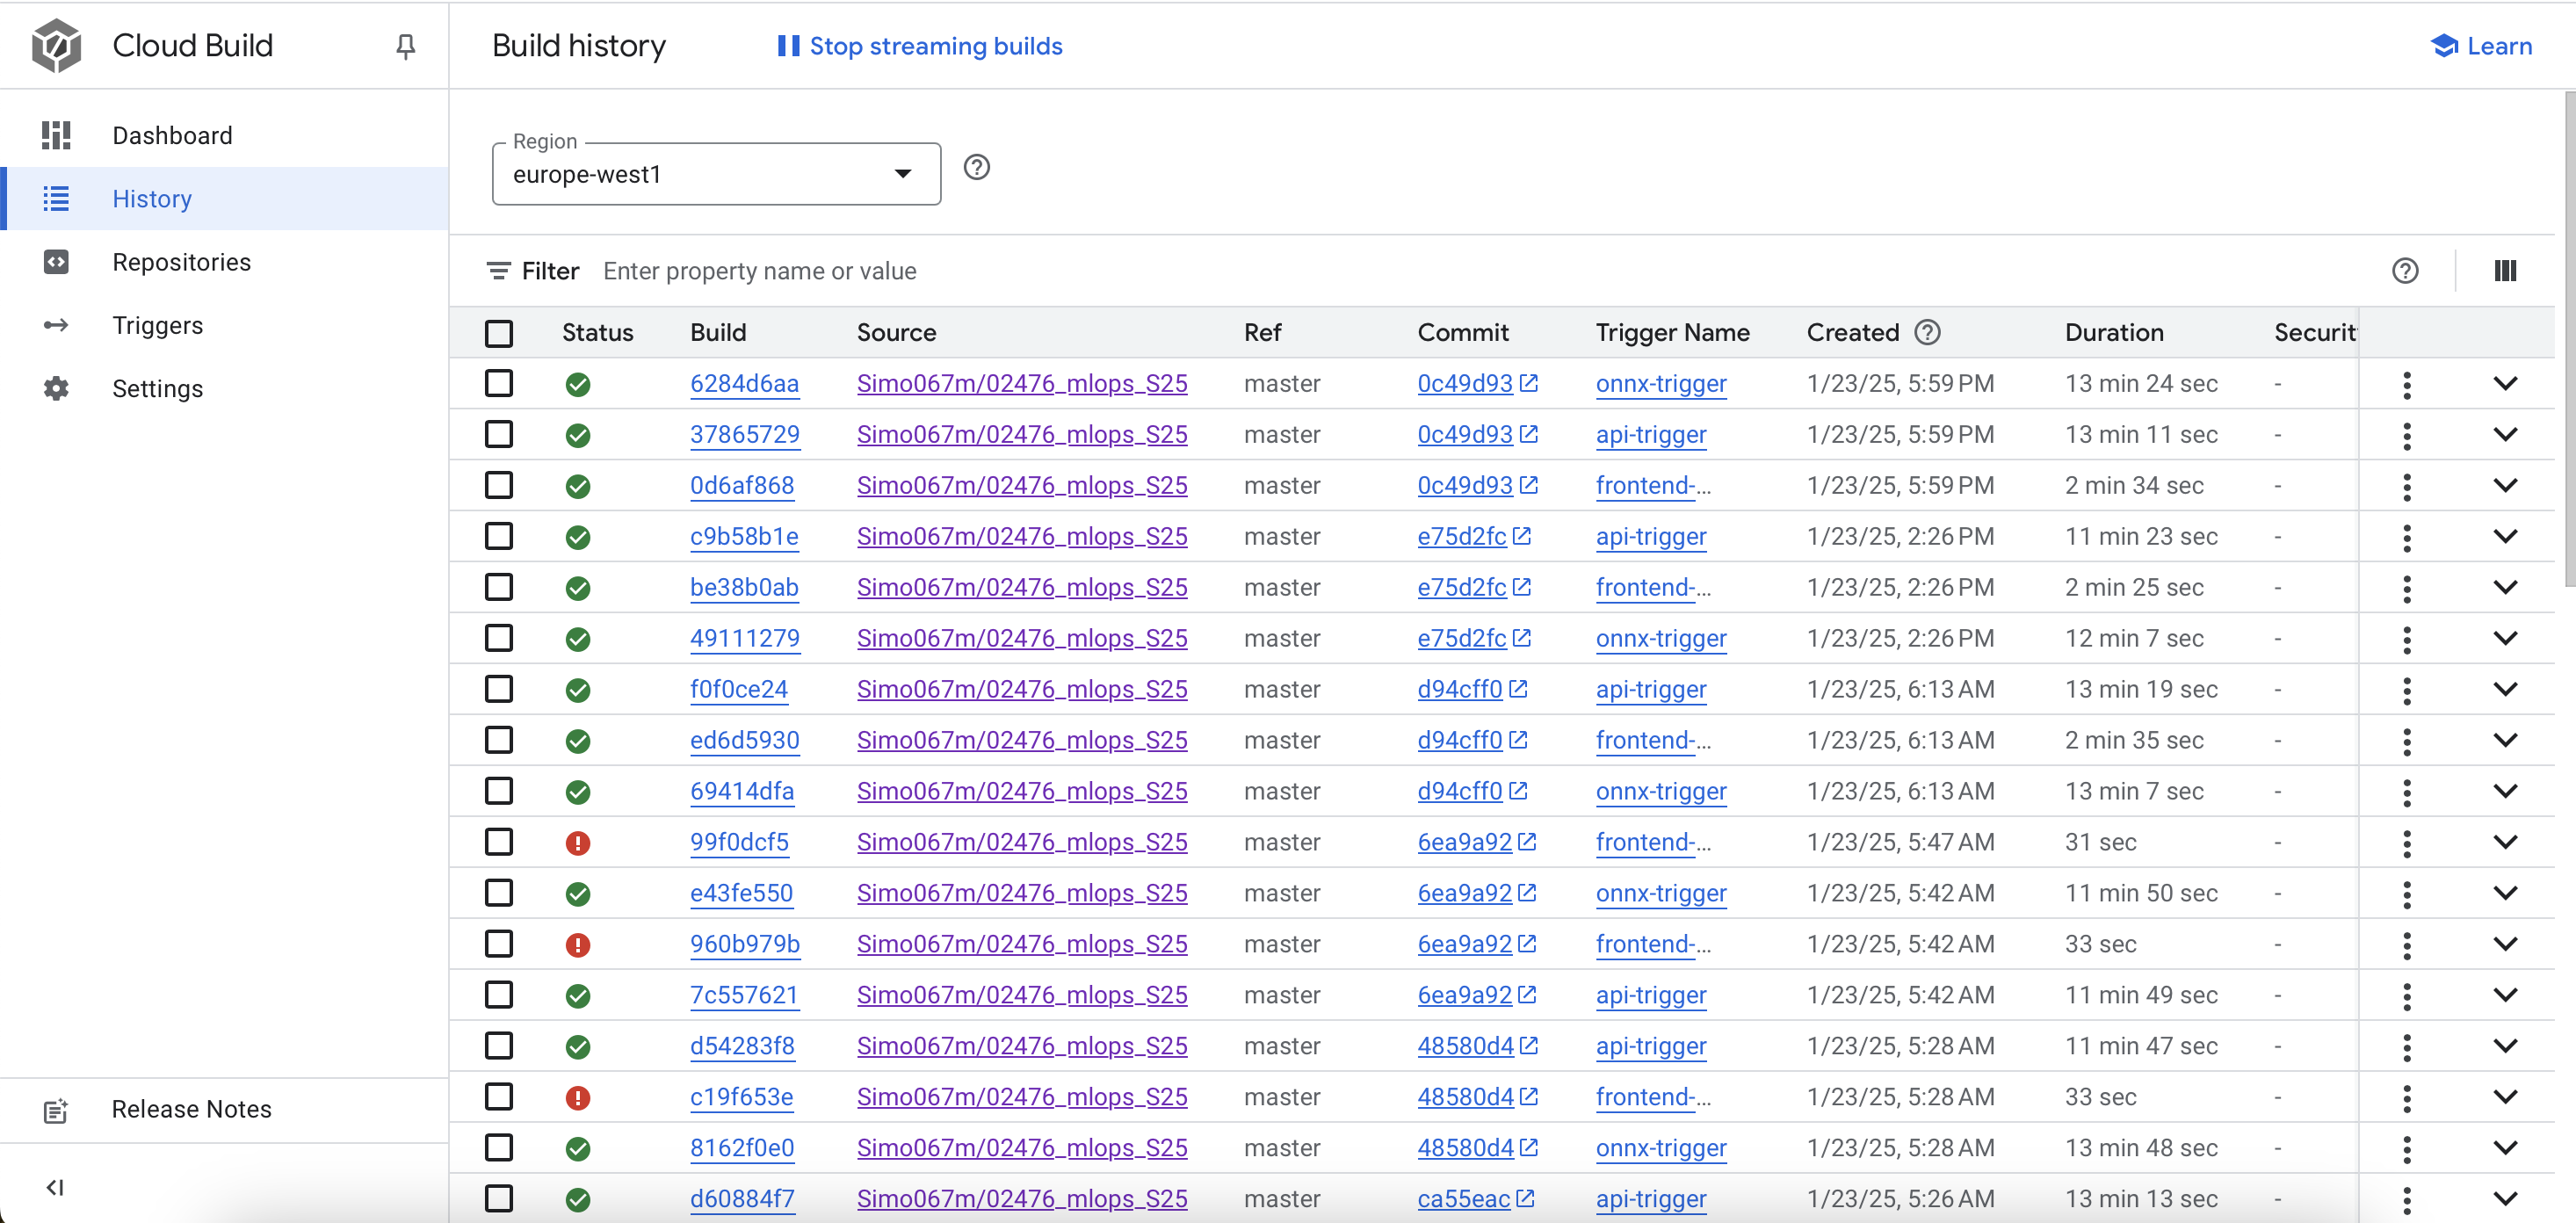 Cloud Build
Build history
Stop streaming builds
Learn
Dashboard
History
Repositories
Triggers
Settings
Region
europe-west1
Filter Enter property name or value
Status Build Source Ref Commit Trigger Name Created Duration Securit
6284d6aa Simo067m/02476_mlops_S25 master 0c49d93 onnx-trigger 1/23/25, 5:59 PM 13 min 24 sec -
37865729 Simo067m/02476_mlops_S25 master 0c49d93 api-trigger 1/23/25, 5:59 PM 13 min 11 sec -
0d6af868 Simo067m/02476_mlops_S25 master 0c49d93 frontend-... 1/23/25, 5:59 PM 2 min 34 sec -
c9b58b1e Simo067m/02476_mlops_S25 master e75d2fc api-trigger 1/23/25, 2:26 PM 11 min 23 sec -
be38b0ab Simo067m/02476_mlops_S25 master e75d2fc frontend-... 1/23/25, 2:26 PM 2 min 25 sec -
49111279 Simo067m/02476_mlops_S25 master e75d2fc onnx-trigger 1/23/25, 2:26 PM 12 min 7 sec -
f0f0ce24 Simo067m/02476_mlops_S25 master d94cff0 api-trigger 1/23/25, 6:13 AM 13 min 19 sec -
ed6d5930 Simo067m/02476_mlops_S25 master d94cff0 frontend-... 1/23/25, 6:13 AM 2 min 35 sec -
69414dfa Simo067m/02476_mlops_S25 master d94cff0 onnx-trigger 1/23/25, 6:13 AM 13 min 7 sec -
99f0dcf5 Simo067m/02476_mlops_S25 master 6ea9a92 frontend-... 1/23/25, 5:47 AM 31 sec -
e43fe550 Simo067m/02476_mlops_S25 master 6ea9a92 onnx-trigger 1/23/25, 5:42 AM 11 min 50 sec -
960b979b Simo067m/02476_mlops_S25 master 6ea9a92 frontend-... 1/23/25, 5:42 AM 33 sec -
7c557621 Simo067m/02476_mlops_S25 master 6ea9a92 api-trigger 1/23/25, 5:42 AM 11 min 49 sec -
d54283f8 Simo067m/02476_mlops_S25 master 48580d4 api-trigger 1/23/25, 5:28 AM 11 min 47 sec -
c19f653e Simo067m/02476_mlops_S25 master 48580d4 frontend-... 1/23/25, 5:28 AM 33 sec -
8162f0e0 Simo067m/02476_mlops_S25 master 48580d4 onnx-trigger 1/23/25, 5:28 AM 13 min 48 sec -
d60884f7 Simo067m/02476_mlops_S25 master ca55eac api-trigger 1/23/25, 5:26 AM 13 min 13 sec -
Release Notes